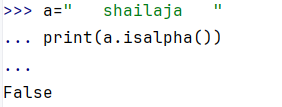 >>> a="   shailaja   "
... print(a.isalpha())
...
False